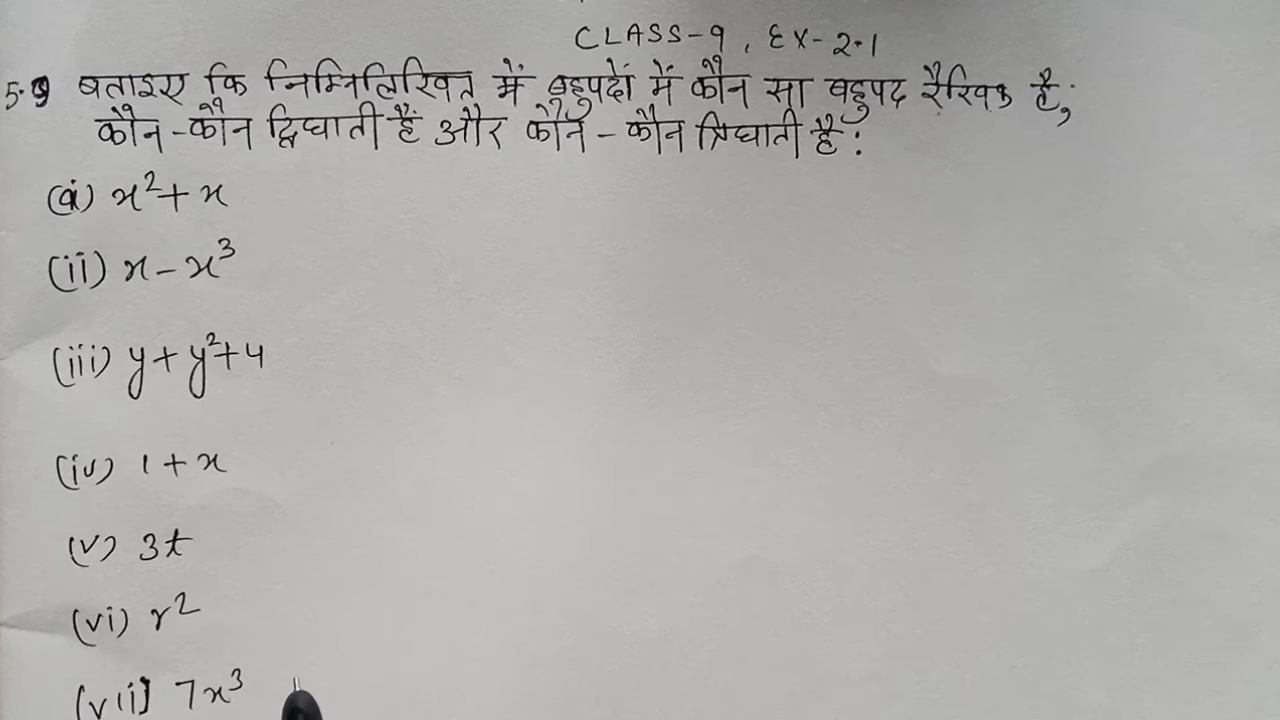 CLASS-9, EX-2.1
5.9 बताइए कि निम्नलिखित में बहुपदों में कौन सा बहुपद रैखिक है;
कौन-कौन द्विघाती हैं और कौन-कौन त्रिघाती है:
(i) x²+x
(ii) x-x³
(iii) y+y²+4
(iv) 1+x
(v) 3t
(vi) r²
(vii) 7x³